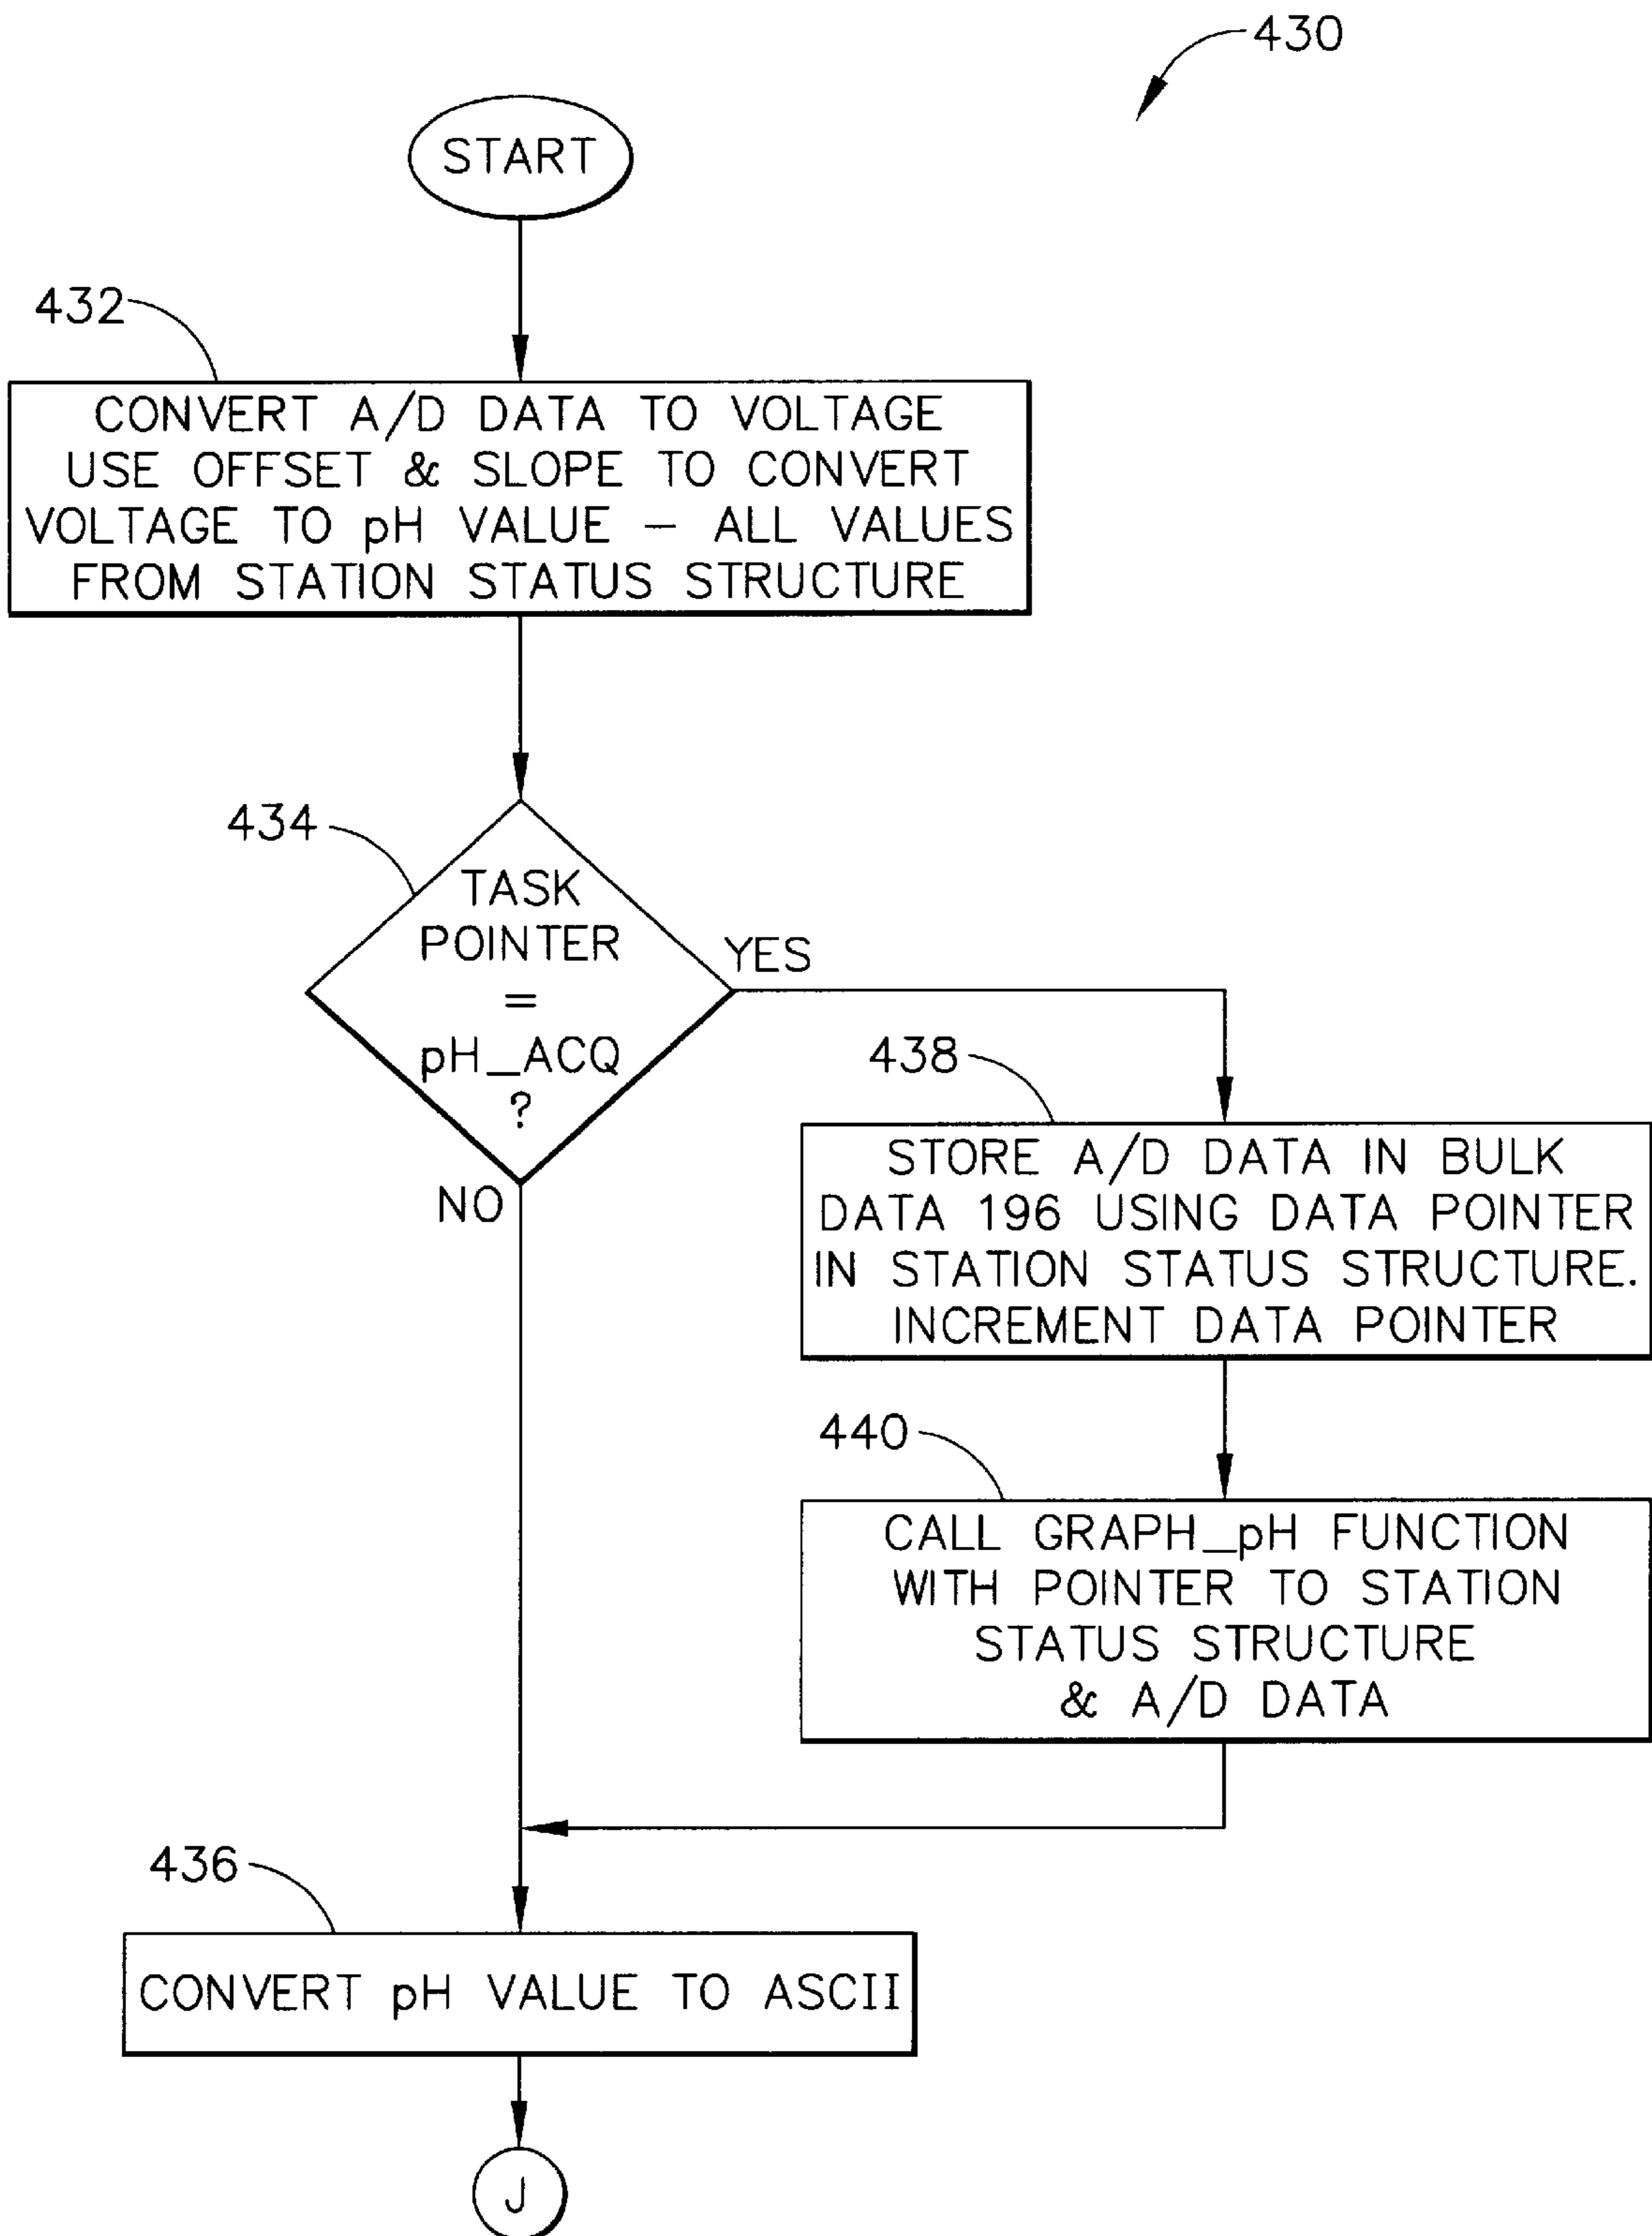 430
START
432
CONVERT A/D DATA TO VOLTAGE
USE OFFSET & SLOPE TO CONVERT
VOLTAGE TO pH VALUE – ALL VALUES
FROM STATION STATUS STRUCTURE
434
TASK
POINTER
=
pH_ACQ
?
YES
NO
438
STORE A/D DATA IN BULK
DATA 196 USING DATA POINTER
IN STATION STATUS STRUCTURE.
INCREMENT DATA POINTER
440
CALL GRAPH_pH FUNCTION
WITH POINTER TO STATION
STATUS STRUCTURE
& A/D DATA
436
CONVERT pH VALUE TO ASCII
J